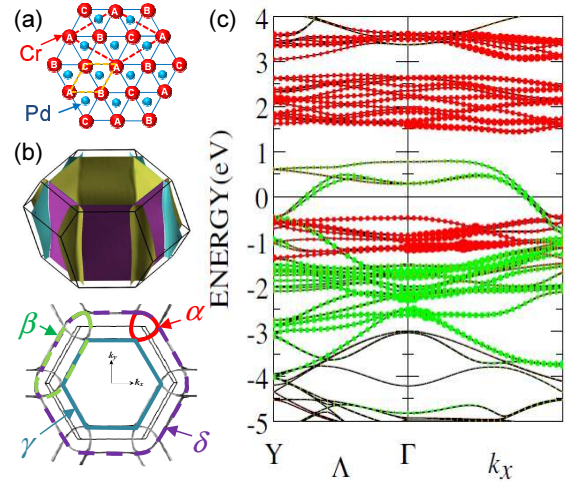 (a)
C A B
A B C A
Cr
B C A B C
A B C A
Pd
C A B
(b)
β
α
k_y
k_x
γ
δ
(c)
ENERGY(eV)
4
3
2
1
0
-1
-2
-3
-4
-5
Y Λ Γ k_x